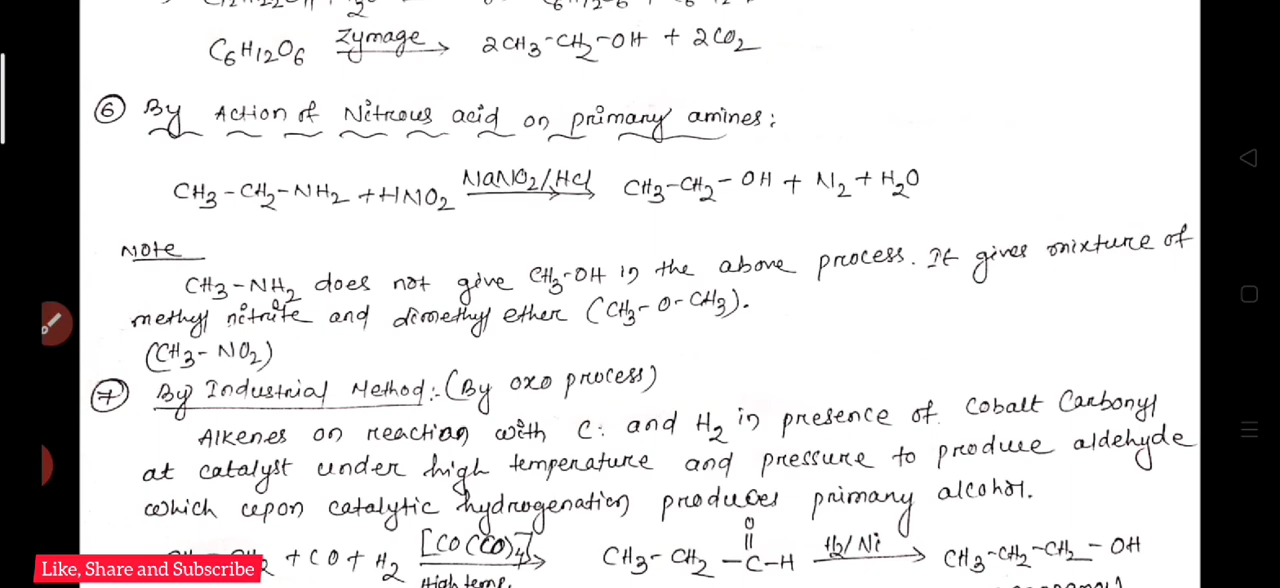 C6H12O6 Zymage → 2CH3-CH2-OH + 2CO2
⑥ By Action of Nitrous acid on primary amines:
CH3-CH2-NH2 + HNO2 NaNO2/HCl → CH3-CH2-OH + N2 + H2O
Note
CH3-NH2 does not give CH3-OH in the above process. It gives mixture of
methyl nitrite and dimethyl ether (CH3-O-CH3).
(CH3-NO2)
⑦ By Industrial Method:- (By oxo process)
Alkenes on reaction with C: and H2 in presence of Cobalt Carbonyl
at catalyst under high temperature and pressure to produce aldehyde
which upon catalytic hydrogenation produces primary alcohol.
+ CO + H2 [CO(CO)4] → CH3-CH2-C-H H2/Ni → CH3-CH2-CH2-OH
O
High temp.
Like, Share and Subscribe